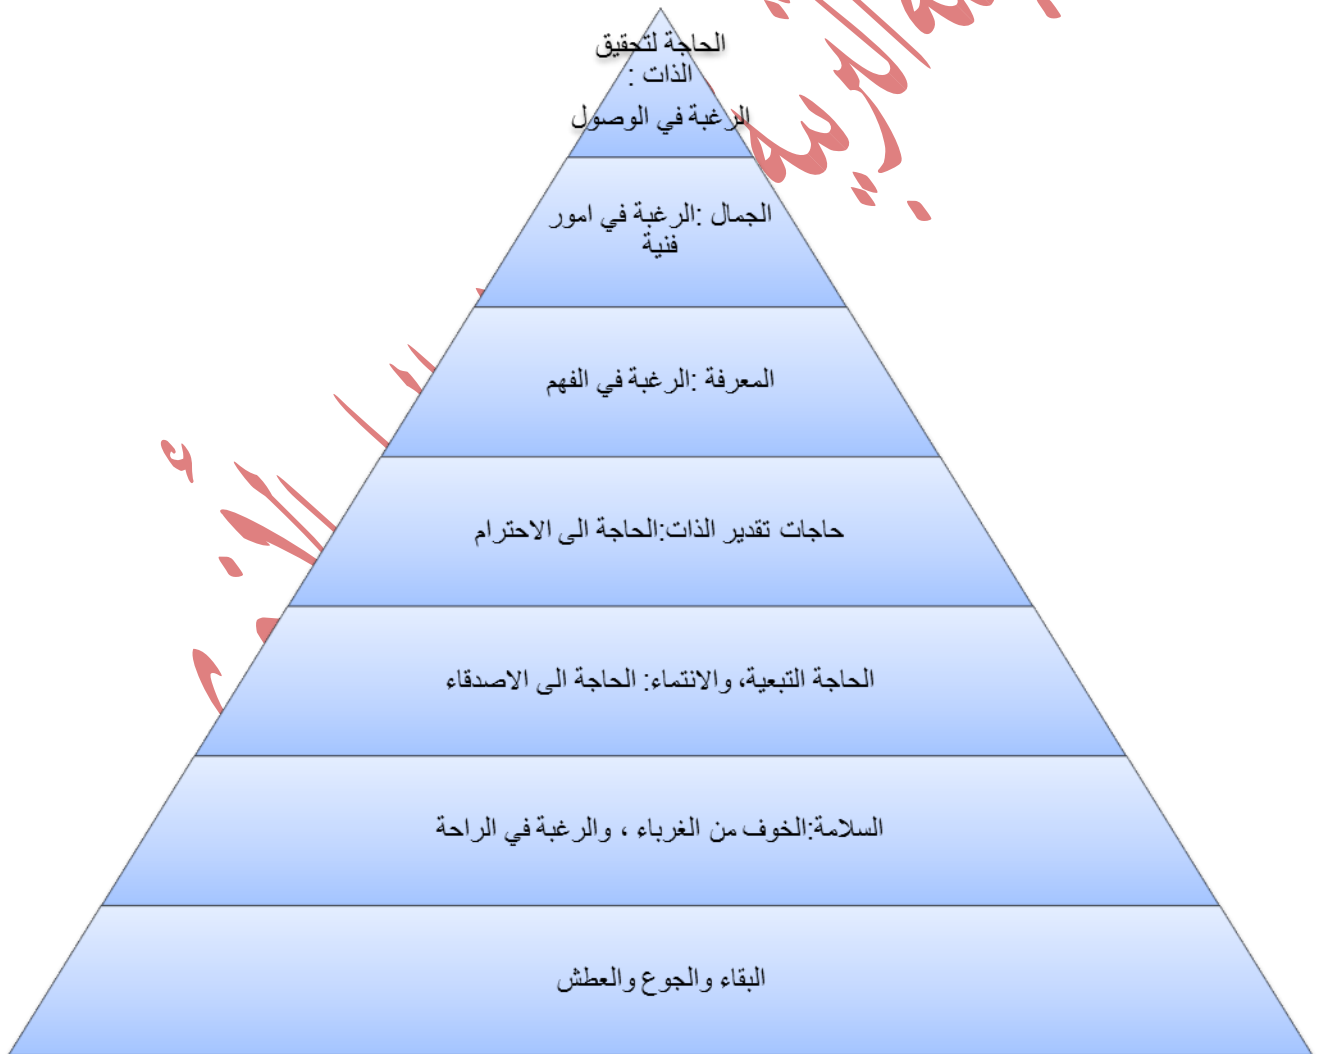 الحاجة لتحقيق
الذات :
الرغبة في الوصول
الجمال :الرغبة في امور
فنية
المعرفة :الرغبة في الفهم
حاجات تقدير الذات:الحاجة الى الاحترام
الحاجة التبعية، والانتماء: الحاجة الى الاصدقاء
السلامة:الخوف من الغرباء ، والرغبة في الراحة
البقاء والجوع والعطش